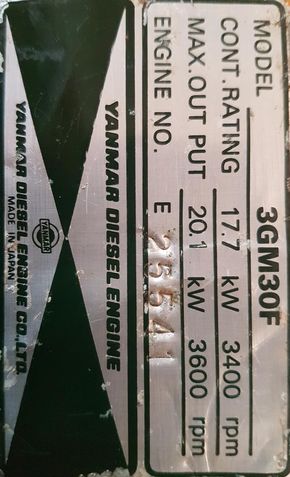 MODEL 3GM30F
CONT.RATING 17.7 kW 3400 rpm
MAX.OUT PUT 20.1 kW 3600 rpm
ENGINE NO. E 25541
YANMAR DIESEL ENGINE
YANMAR
YANMAR DIESEL ENGINE CO.,LTD.
MADE IN JAPAN